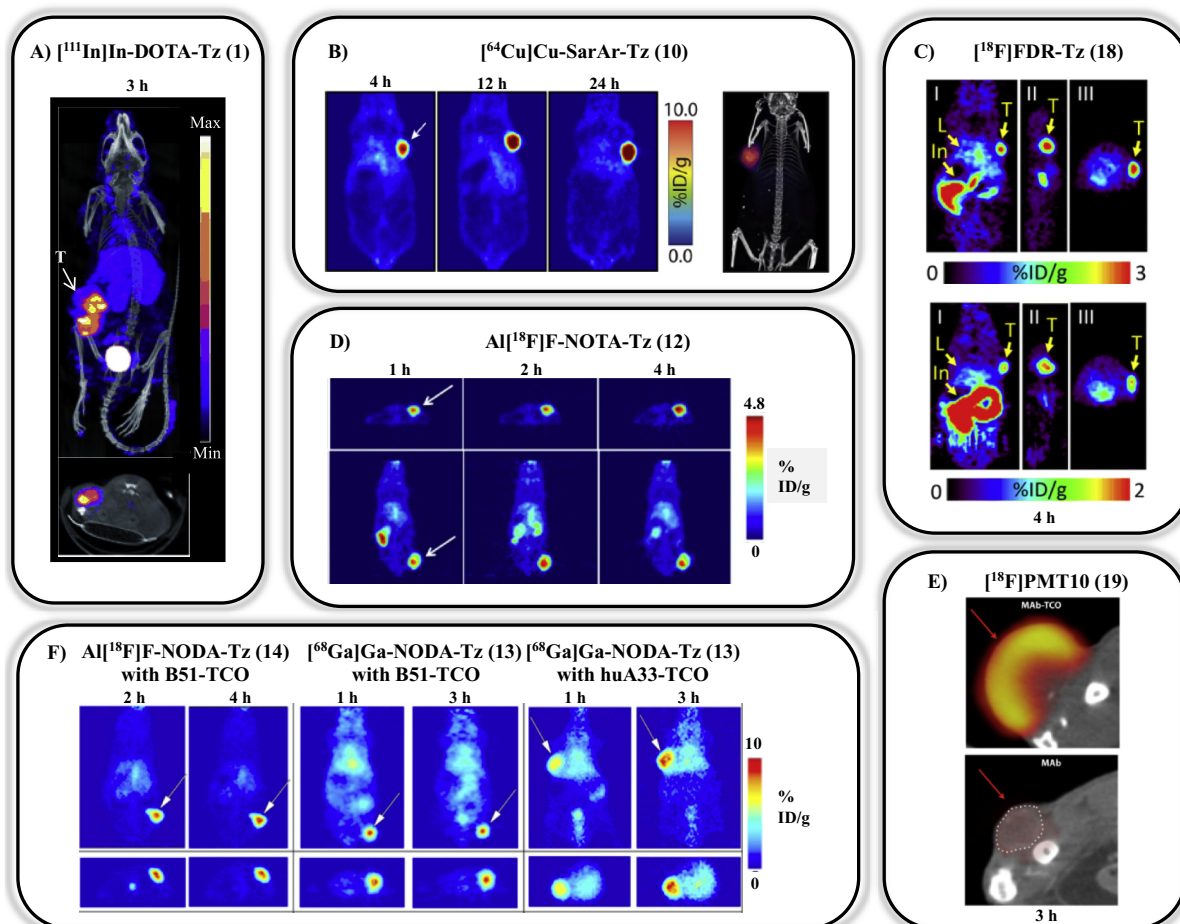 A) [¹¹¹In]In-DOTA-Tz (1)
3 h
Max
T
Min
B) [⁶⁴Cu]Cu-SarAr-Tz (10)
4 h 12 h 24 h
10.0
%ID/g
0.0
C) [¹⁸F]FDR-Tz (18)
I II III
L T T T
In
0 %ID/g 3
I II III
L T T T
In
0 %ID/g 2
4 h
D) Al[¹⁸F]F-NOTA-Tz (12)
1 h 2 h 4 h
4.8
%
ID/g
0
E) [¹⁸F]PMT10 (19)
MAb-TCO
MAb
3 h
F) Al[¹⁸F]F-NODA-Tz (14) [⁶⁸Ga]Ga-NODA-Tz (13) [⁶⁸Ga]Ga-NODA-Tz (13)
with B51-TCO with B51-TCO with huA33-TCO
2 h 4 h 1 h 3 h 1 h 3 h
10
%
ID/g
0